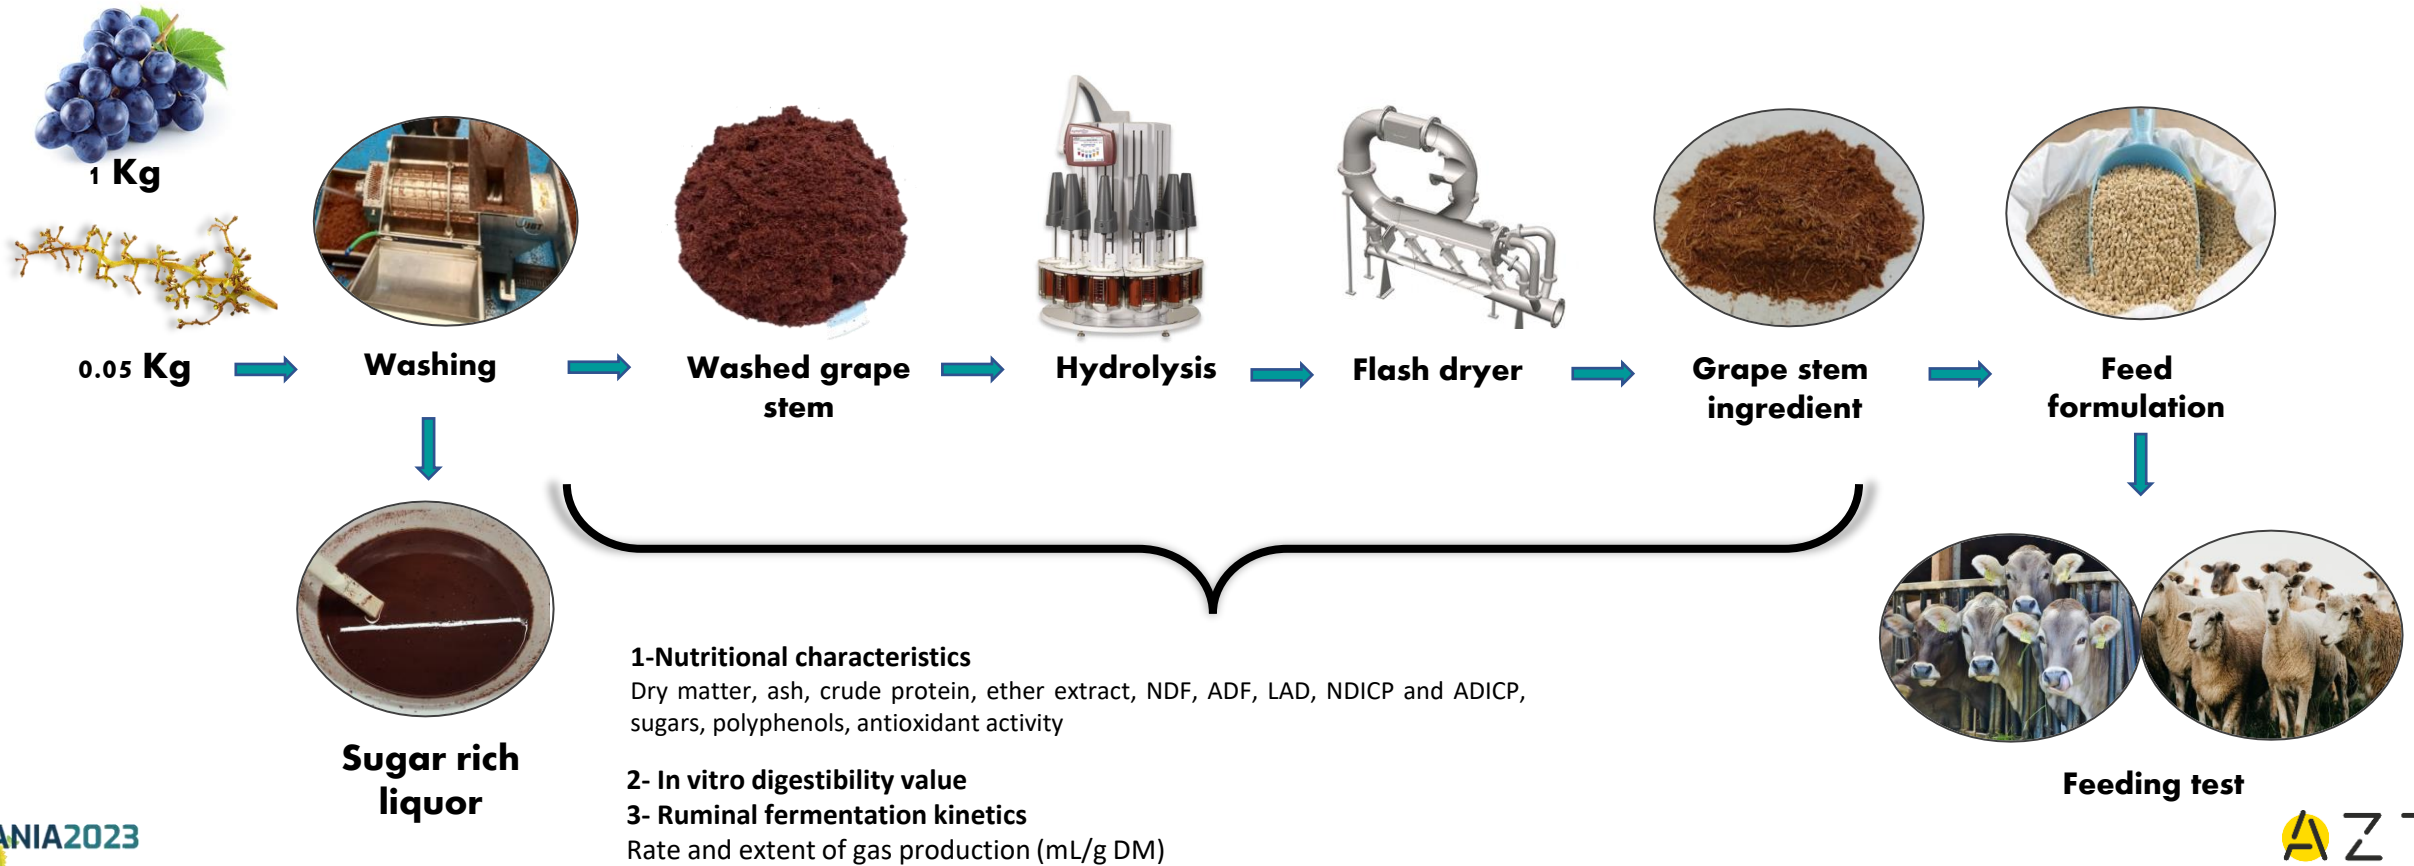 1 Kg
0.05 Kg
Washing
Washed grape
stem
Hydrolysis
Flash dryer
Grape stem
ingredient
Feed
formulation
Sugar rich
liquor
1-Nutritional characteristics
Dry matter, ash, crude protein, ether extract, NDF, ADF, LAD, NDICP and ADICP,
sugars, polyphenols, antioxidant activity
2- In vitro digestibility value
3- Ruminal fermentation kinetics
Rate and extent of gas production (mL/g DM)
Feeding test
ANIA2023
AZT